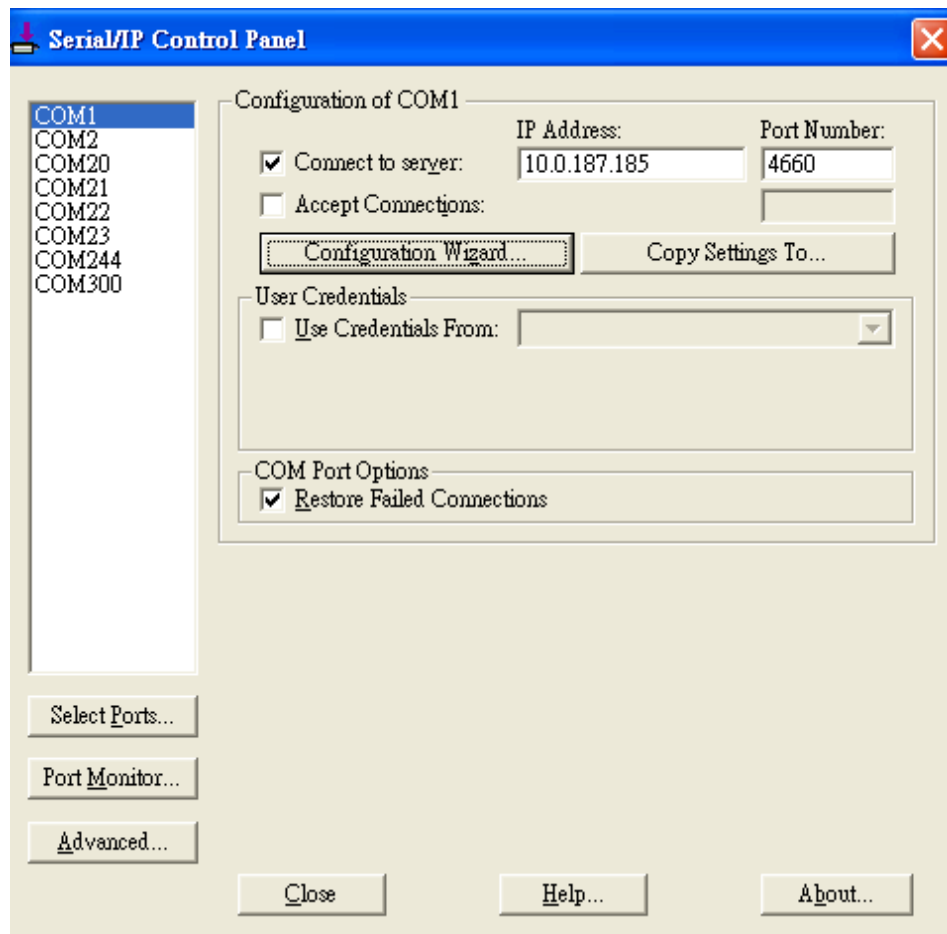 Serial/IP Control Panel
COM1
COM2
COM20
COM21
COM22
COM23
COM244
COM300
Select Ports...
Port Monitor...
Advanced...
Configuration of COM1
IP Address: Port Number:
Connect to server: 10.0.187.185 4660
Accept Connections:
Configuration Wizard... Copy Settings To...
User Credentials
Use Credentials From:
COM Port Options
Restore Failed Connections
Close Help... About...